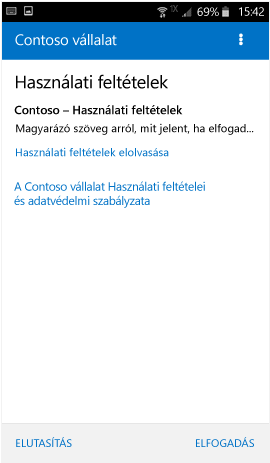 69% 15:42
Contoso vállalat
Használati feltételek
Contoso – Használati feltételek
Magyarázó szöveg arról, mit jelent, ha elfogad...
Használati feltételek elolvasása
A Contoso vállalat Használati feltételei
és adatvédelmi szabályzata
ELUTASÍTÁS ELFOGADÁS